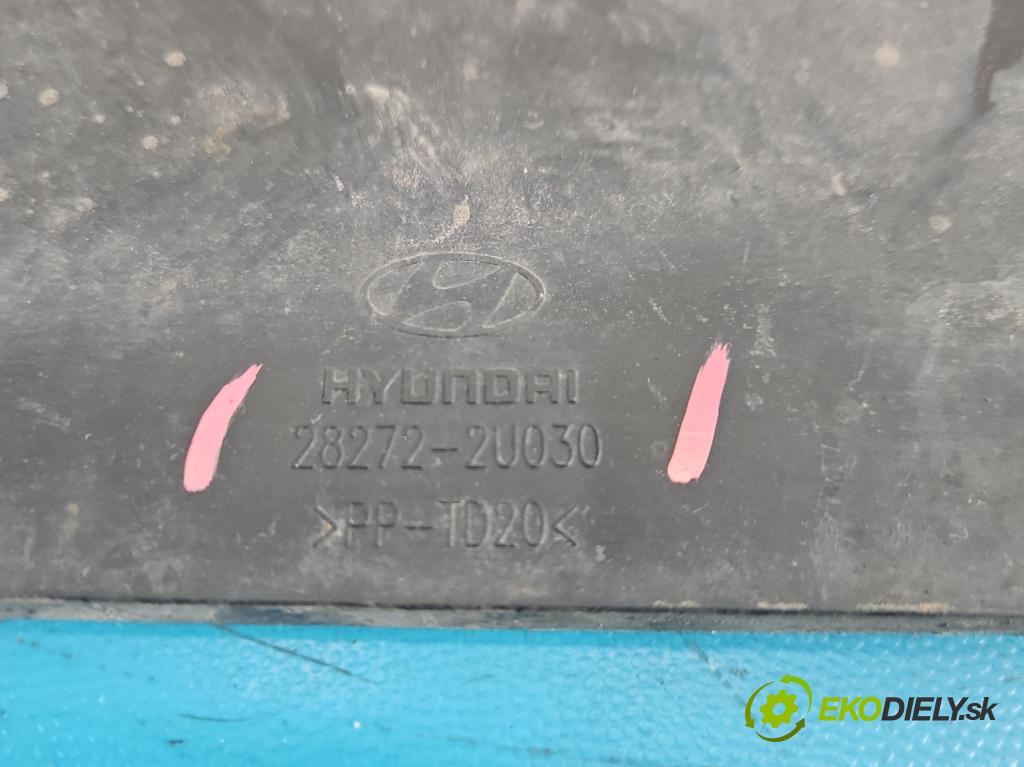 HYUNDAI
28272-2U030
>PP-TD20<
EKODIELY.sk